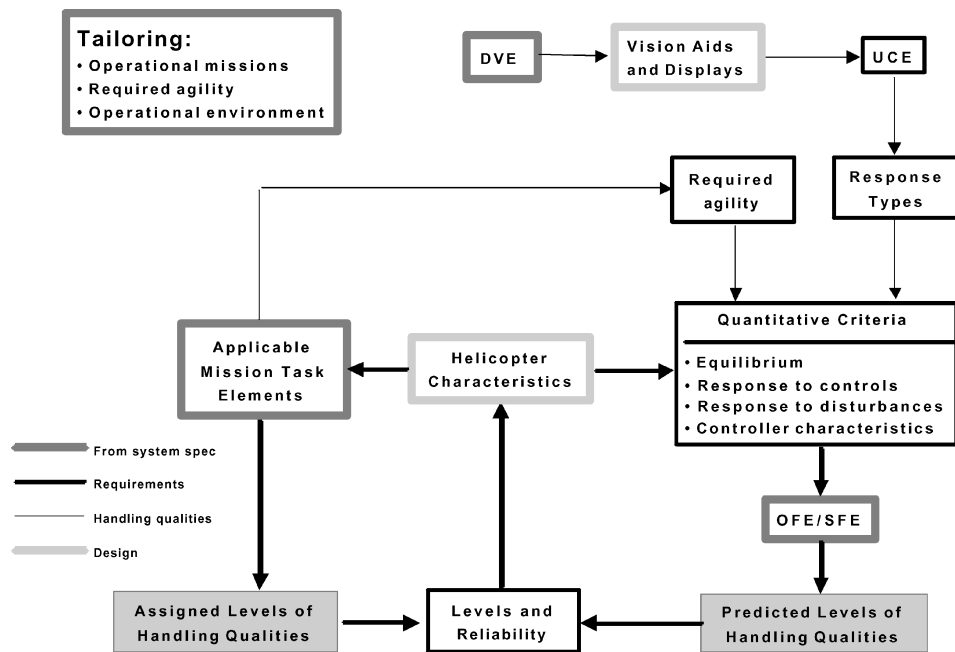 Tailoring:
• Operational missions
• Required agility
• Operational environment
DVE
Vision Aids
and Displays
UCE
Required
agility
Response
Types
Applicable
Mission Task
Elements
Helicopter
Characteristics
Quantitative Criteria
• Equilibrium
• Response to controls
• Response to disturbances
• Controller characteristics
From system spec
Requirements
Handling qualities
Design
OFE/SFE
Assigned Levels of
Handling Qualities
Levels and
Reliability
Predicted Levels of
Handling Qualities